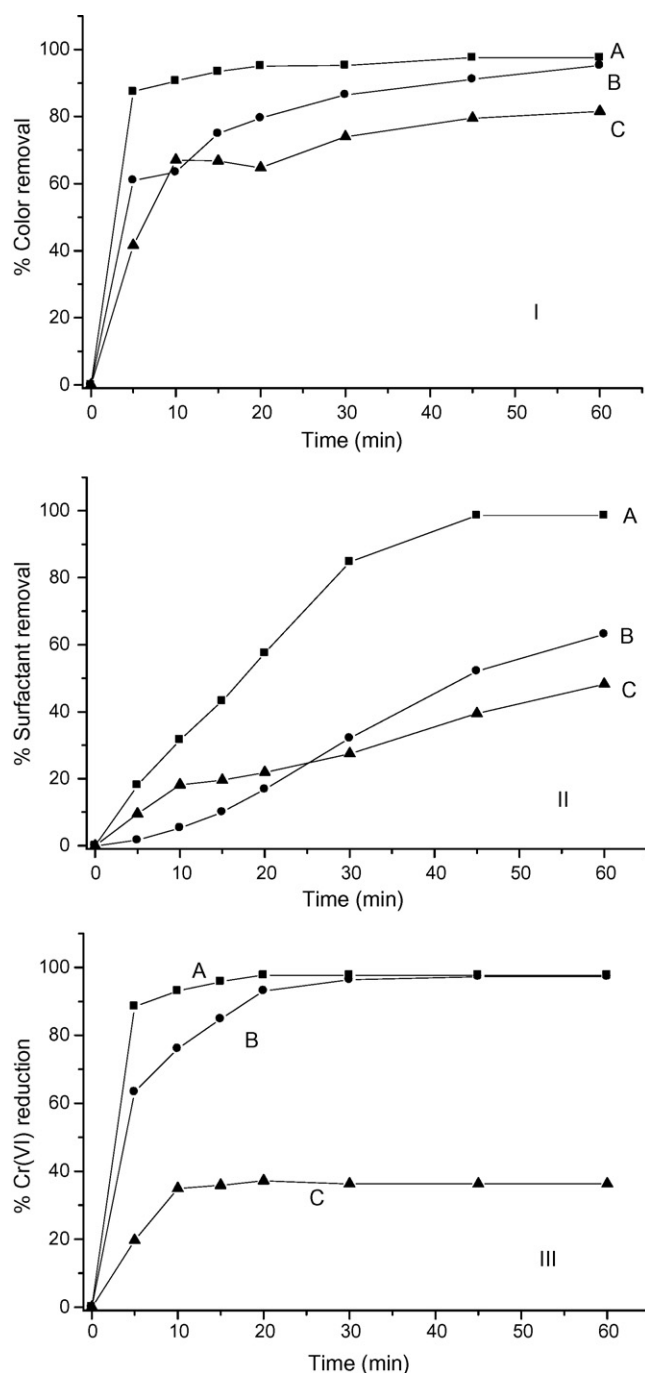 100
80
60
40
20
0
% Color removal
A
B
C
I
0 10 20 30 40 50 60
Time (min)
100
80
60
40
20
0
% Surfactant removal
A
B
C
II
0 10 20 30 40 50 60
Time (min)
100
80
60
40
20
0
% Cr(VI) reduction
A
B
C
III
0 10 20 30 40 50 60
Time (min)